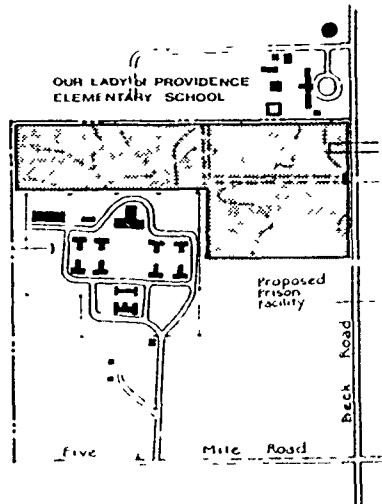 OUR LADY of PROVIDENCE
ELEMENTARY SCHOOL
Proposed
Prison
Facility
Beck Road
Five Mile Road